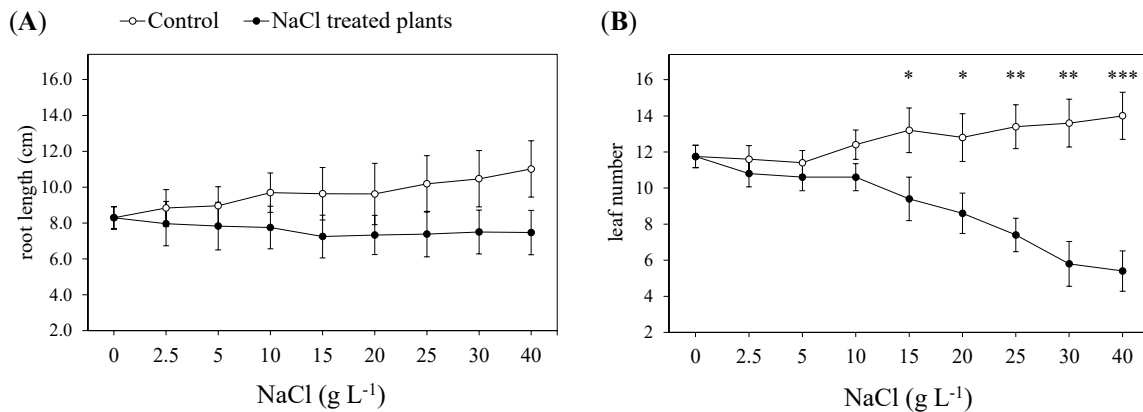 (A)
Control
NaCl treated plants
root length (cm)
16.0
14.0
12.0
10.0
8.0
6.0
4.0
2.0
0 2.5 5 10 15 20 25 30 40
NaCl (g L⁻¹)
(B)
leaf number
* * ** ** ***
16
14
12
10
8
6
4
2
0 2.5 5 10 15 20 25 30 40
NaCl (g L⁻¹)